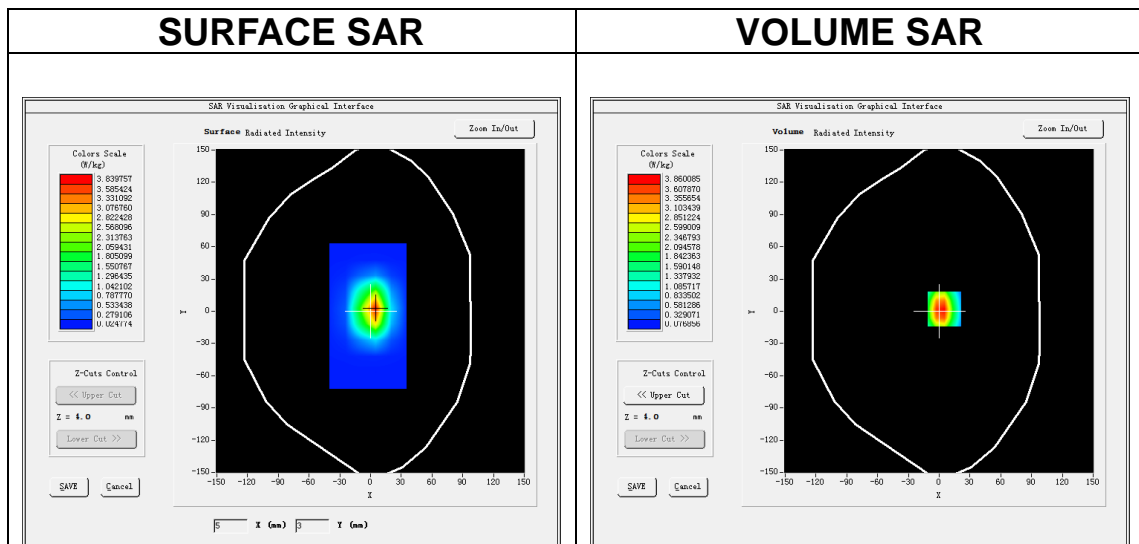 SURFACE SAR
VOLUME SAR
SAR Visualisation Graphical Interface
Surface Radiated Intensity
Zoom In/Out
Colors Scale
(W/kg)
3.839757
3.585424
3.331092
3.076760
2.822428
2.568096
2.313763
2.059431
1.805099
1.550767
1.296435
1.042102
0.787770
0.533438
0.279106
0.024774
Z-Cuts Control
<< Upper Cut
Z = 4.0 mm
Lower Cut >>
SAVE
Cancel
150
120
90
60
30
0
-30
-60
-90
-120
-150
Y
-150 -120 -90 -60 -30 0 30 60 90 120 150
X
5 X (mm) 3 Y (mm)
SAR Visualisation Graphical Interface
Volume Radiated Intensity
Zoom In/Out
Colors Scale
(W/kg)
3.860085
3.607870
3.355654
3.103439
2.851224
2.599009
2.346793
2.094578
1.842363
1.590148
1.337932
1.085717
0.833502
0.581286
0.329071
0.076856
Z-Cuts Control
<< Upper Cut
Z = 4.0 mm
Lower Cut >>
SAVE
Cancel
150
120
90
60
30
0
-30
-60
-90
-120
-150
Y
-150 -120 -90 -60 -30 0 30 60 90 120 150
X